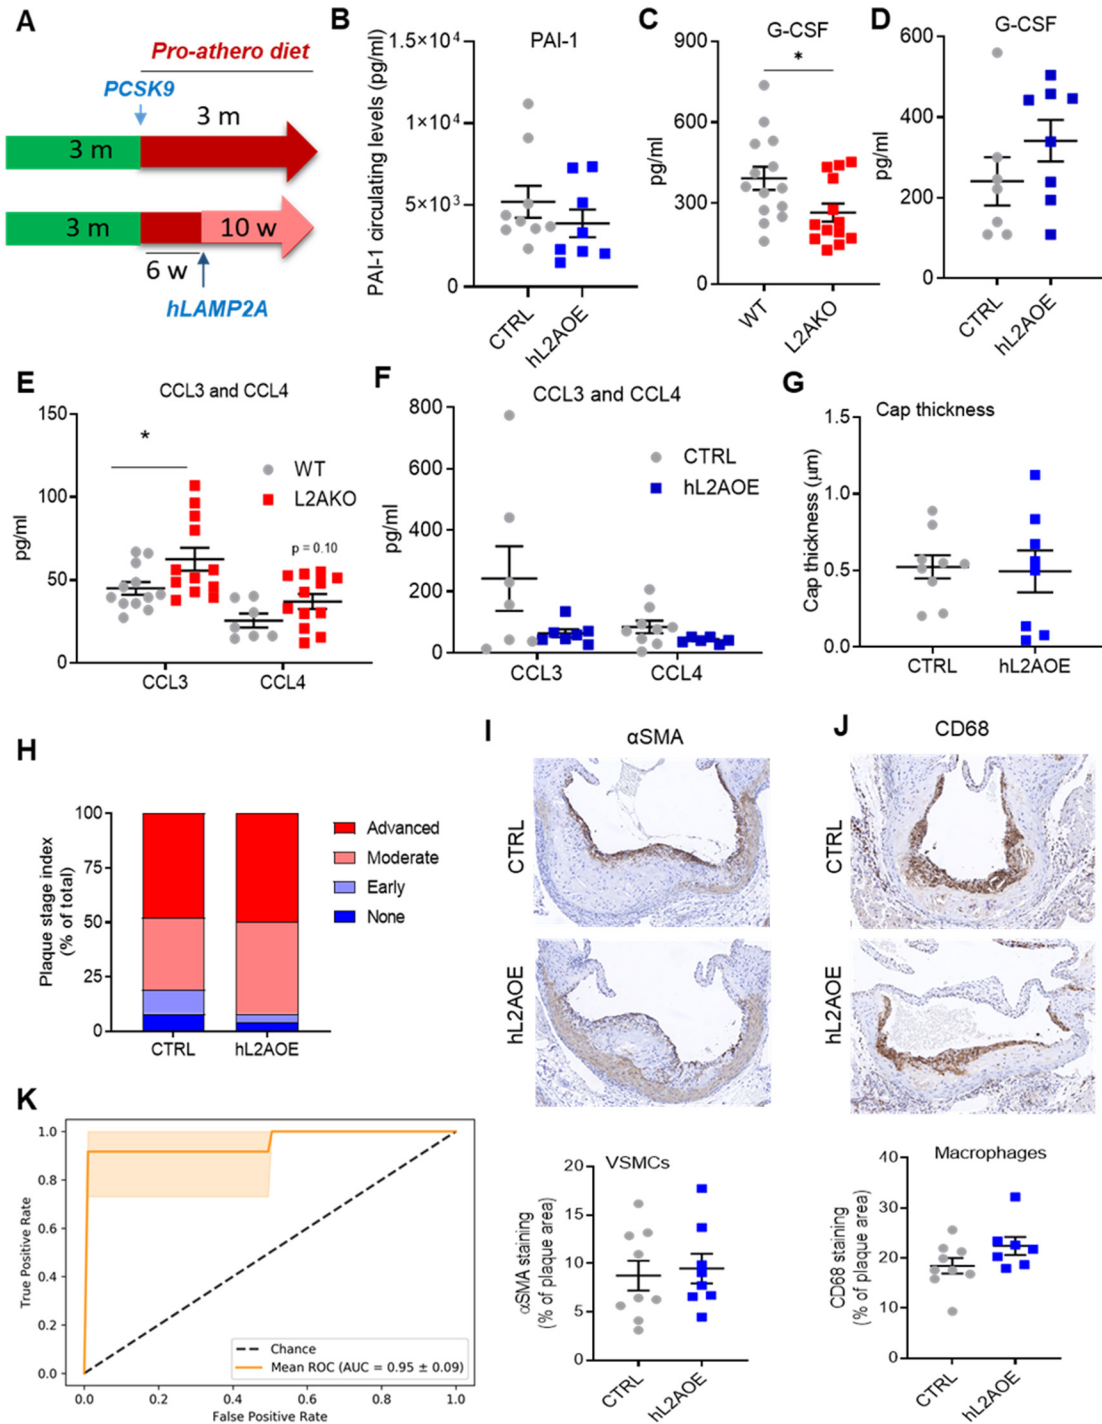 A
Pro-athero diet
PCSK9
3 m
3 m
3 m
10 w
6 w
hLAMP2A
B
PAI-1
PAI-1 circulating levels (pg/ml)
1.5×10⁴
1×10⁴
5×10³
0
CTRL
hL2AOE
C
G-CSF
*
pg/ml
900
600
300
0
WT
L2AKO
D
G-CSF
pg/ml
600
400
200
0
CTRL
hL2AOE
E
CCL3 and CCL4
*
WT
L2AKO
p = 0.10
pg/ml
150
100
50
0
CCL3
CCL4
F
CCL3 and CCL4
CTRL
hL2AOE
pg/ml
800
600
400
200
0
CCL3
CCL4
G
Cap thickness
Cap thickness (μm)
1.5
1.0
0.5
0.0
CTRL
hL2AOE
H
Plaque stage index
(% of total)
100
75
50
25
0
CTRL
hL2AOE
Advanced
Moderate
Early
None
I
αSMA
CTRL
hL2AOE
VSMCs
αSMA staining
(% of plaque area)
20
15
10
5
0
CTRL
hL2AOE
J
CD68
CTRL
hL2AOE
Macrophages
CD68 staining
(% of plaque area)
40
30
20
10
0
CTRL
hL2AOE
K
True Positive Rate
1.0
0.8
0.6
0.4
0.2
0.0
Chance
Mean ROC (AUC = 0.95 ± 0.09)
0.0
0.2
0.4
0.6
0.8
1.0
False Positive Rate